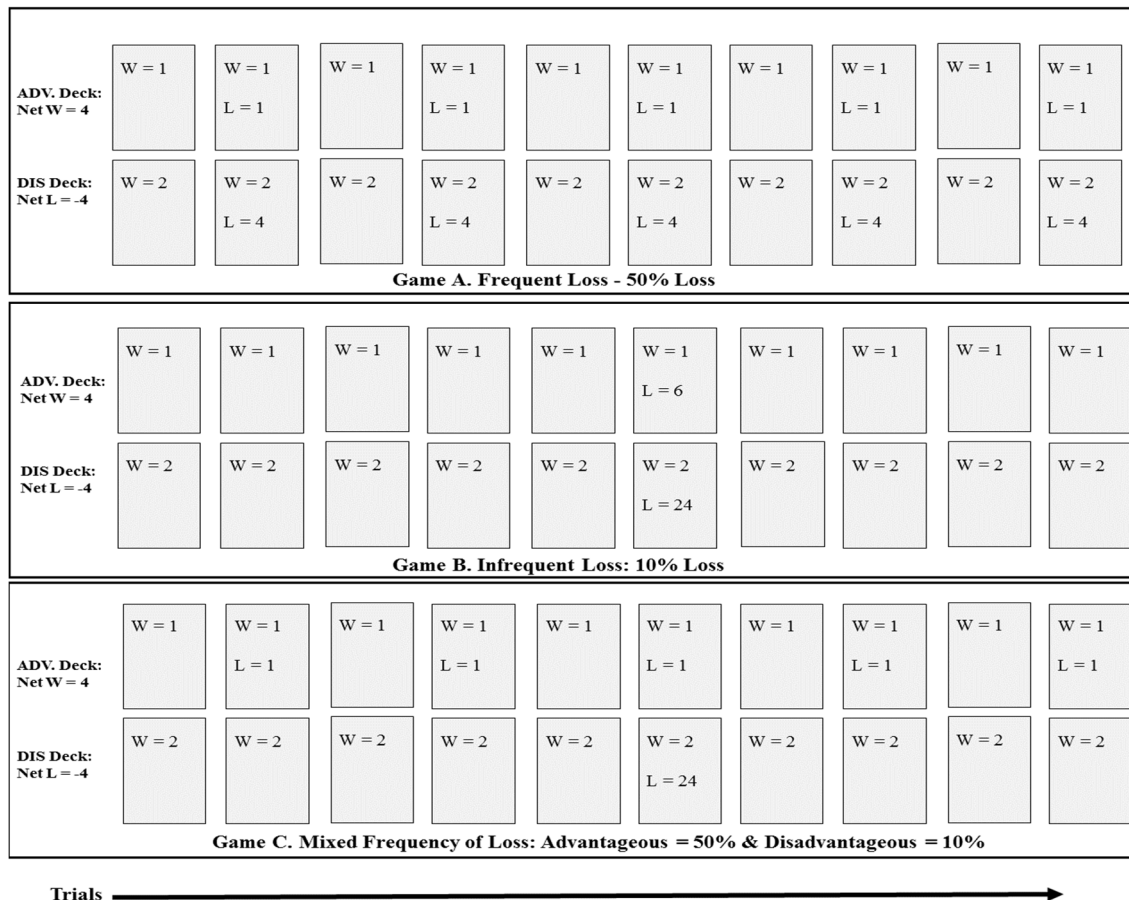 W = 1 W = 1 W = 1 W = 1 W = 1 W = 1 W = 1 W = 1 W = 1 W = 1
ADV. Deck:
Net W = 4
L = 1 L = 1 L = 1 L = 1 L = 1
W = 2 W = 2 W = 2 W = 2 W = 2 W = 2 W = 2 W = 2 W = 2 W = 2
DIS Deck:
Net L = -4
L = 4 L = 4 L = 4 L = 4 L = 4
Game A. Frequent Loss - 50% Loss
W = 1 W = 1 W = 1 W = 1 W = 1 W = 1 W = 1 W = 1 W = 1 W = 1
ADV. Deck:
Net W = 4
L = 6
W = 2 W = 2 W = 2 W = 2 W = 2 W = 2 W = 2 W = 2 W = 2 W = 2
DIS Deck:
Net L = -4
L = 24
Game B. Infrequent Loss: 10% Loss
W = 1 W = 1 W = 1 W = 1 W = 1 W = 1 W = 1 W = 1 W = 1 W = 1
ADV. Deck:
Net W = 4
L = 1 L = 1 L = 1 L = 1 L = 1
W = 2 W = 2 W = 2 W = 2 W = 2 W = 2 W = 2 W = 2 W = 2 W = 2
DIS Deck:
Net L = -4
L = 24
Game C. Mixed Frequency of Loss: Advantageous = 50% & Disadvantageous = 10%
Trials